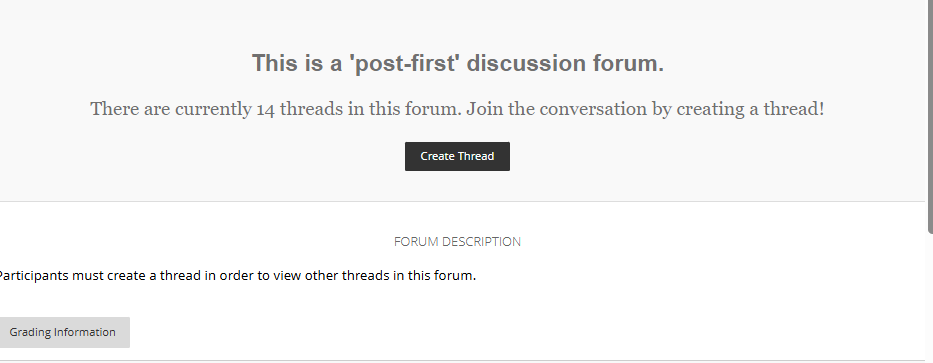 This is a 'post-first' discussion forum.
There are currently 14 threads in this forum. Join the conversation by creating a thread!
Create Thread
FORUM DESCRIPTION
Participants must create a thread in order to view other threads in this forum.
Grading Information